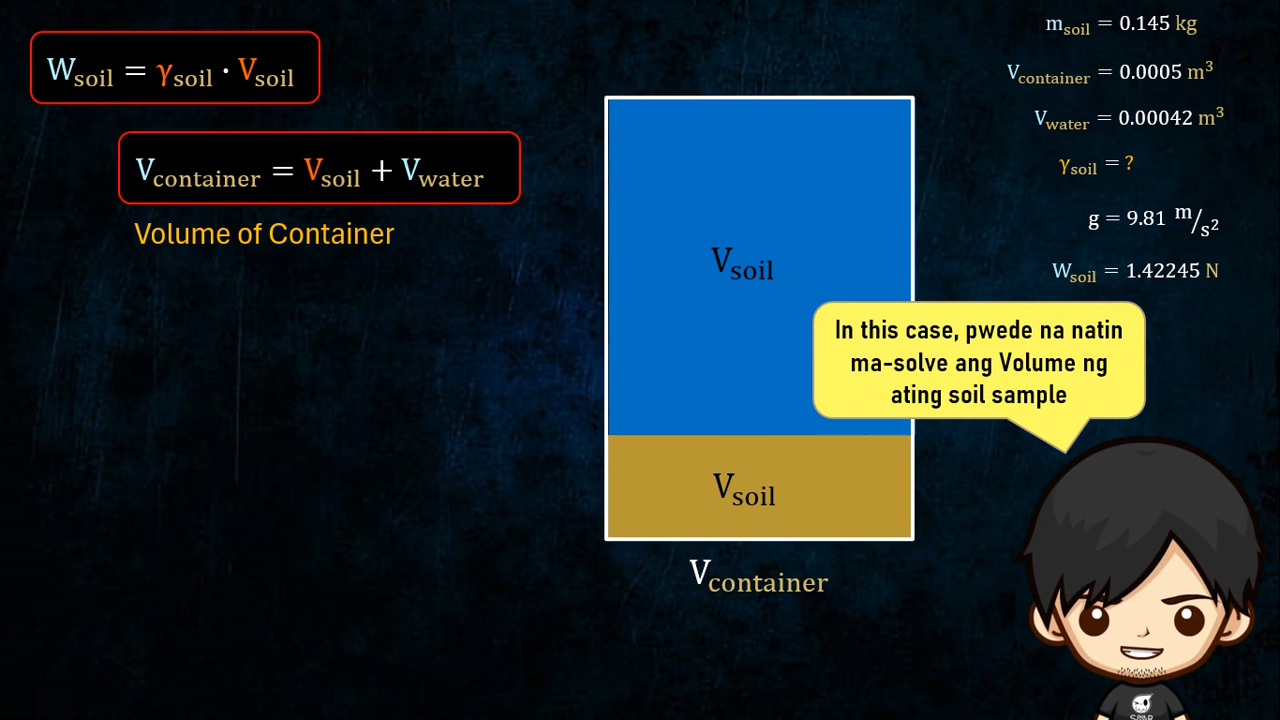 W_soil = γ_soil · V_soil
V_container = V_soil + V_water
Volume of Container
V_soil
V_soil
V_container
m_soil = 0.145 kg
V_container = 0.0005 m³
V_water = 0.00042 m³
γ_soil = ?
g = 9.81 m/s²
W_soil = 1.42245 N
In this case, pwede na natin
ma-solve ang Volume ng
ating soil sample